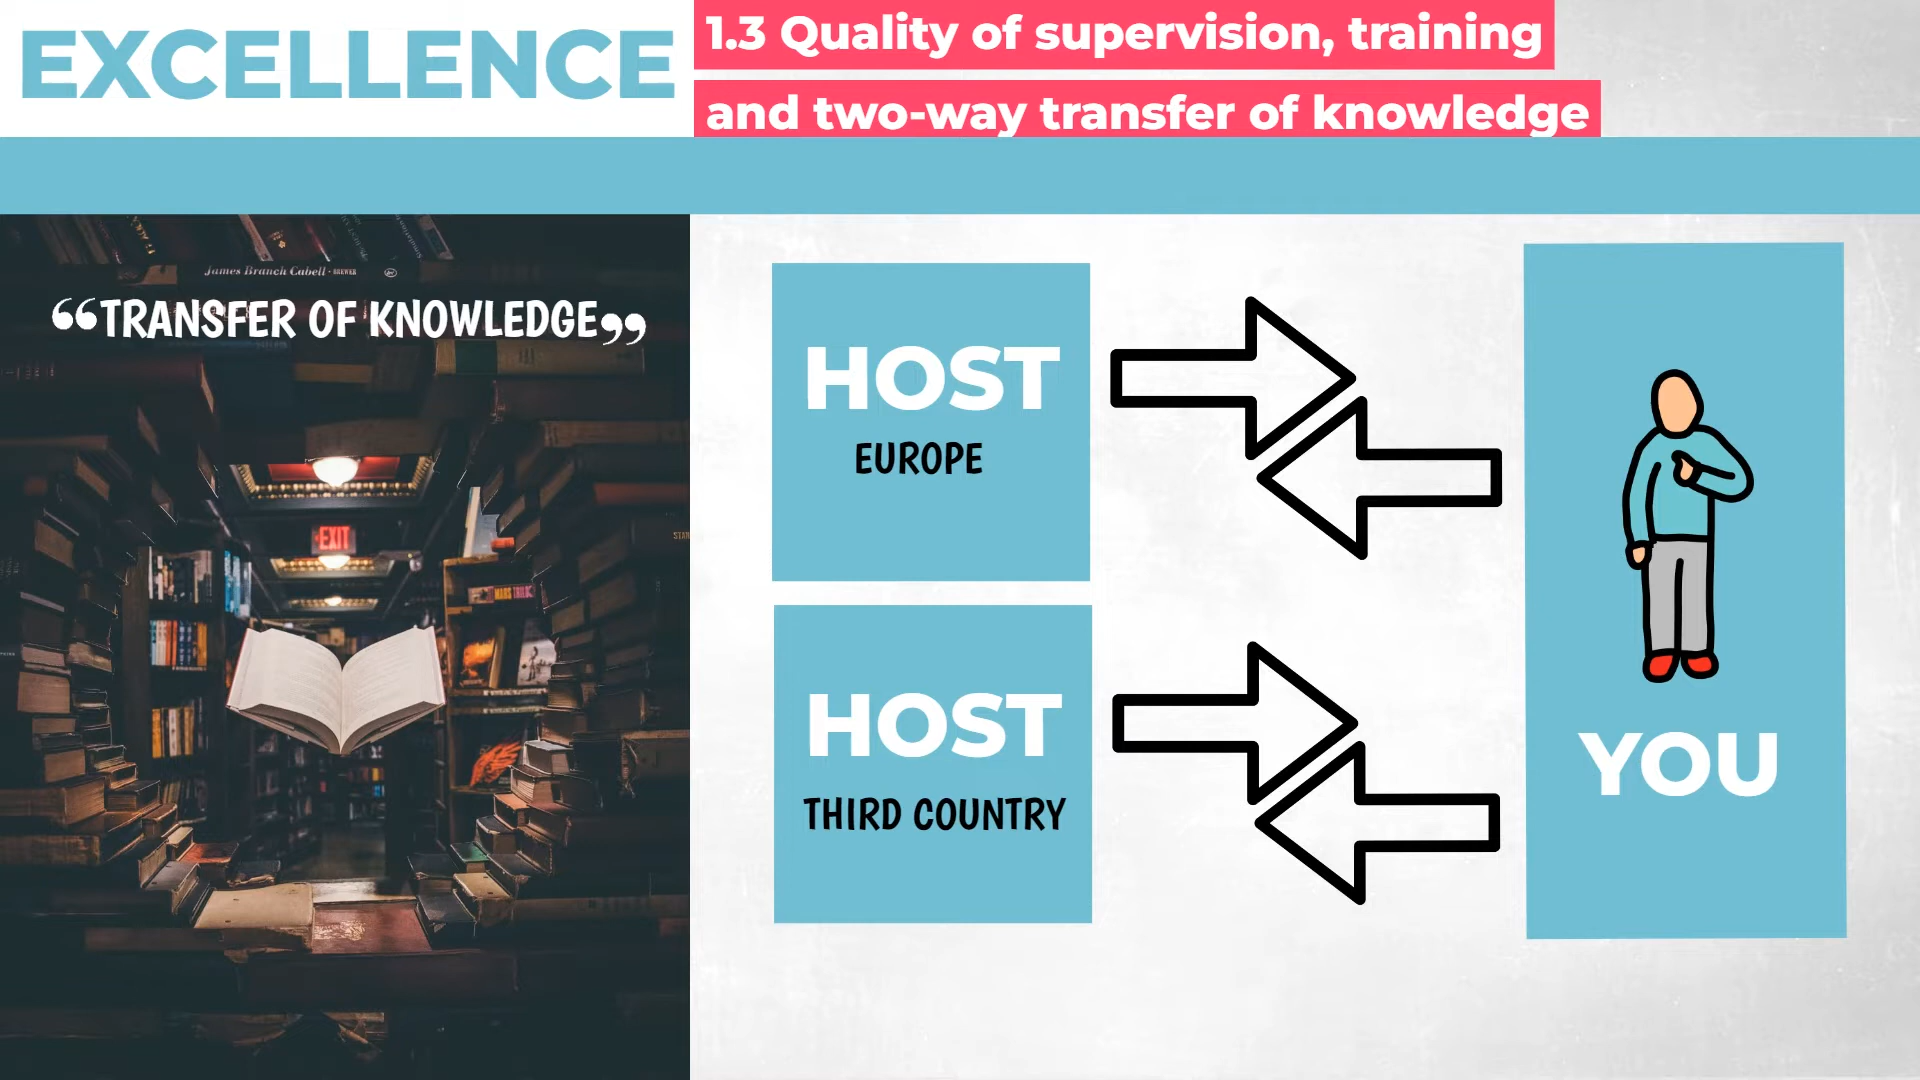 EXCELLENCE
1.3 Quality of supervision, training
and two-way transfer of knowledge
James Branch Cabell
“TRANSFER OF KNOWLEDGE”
EXIT
HOST
EUROPE
HOST
THIRD COUNTRY
YOU